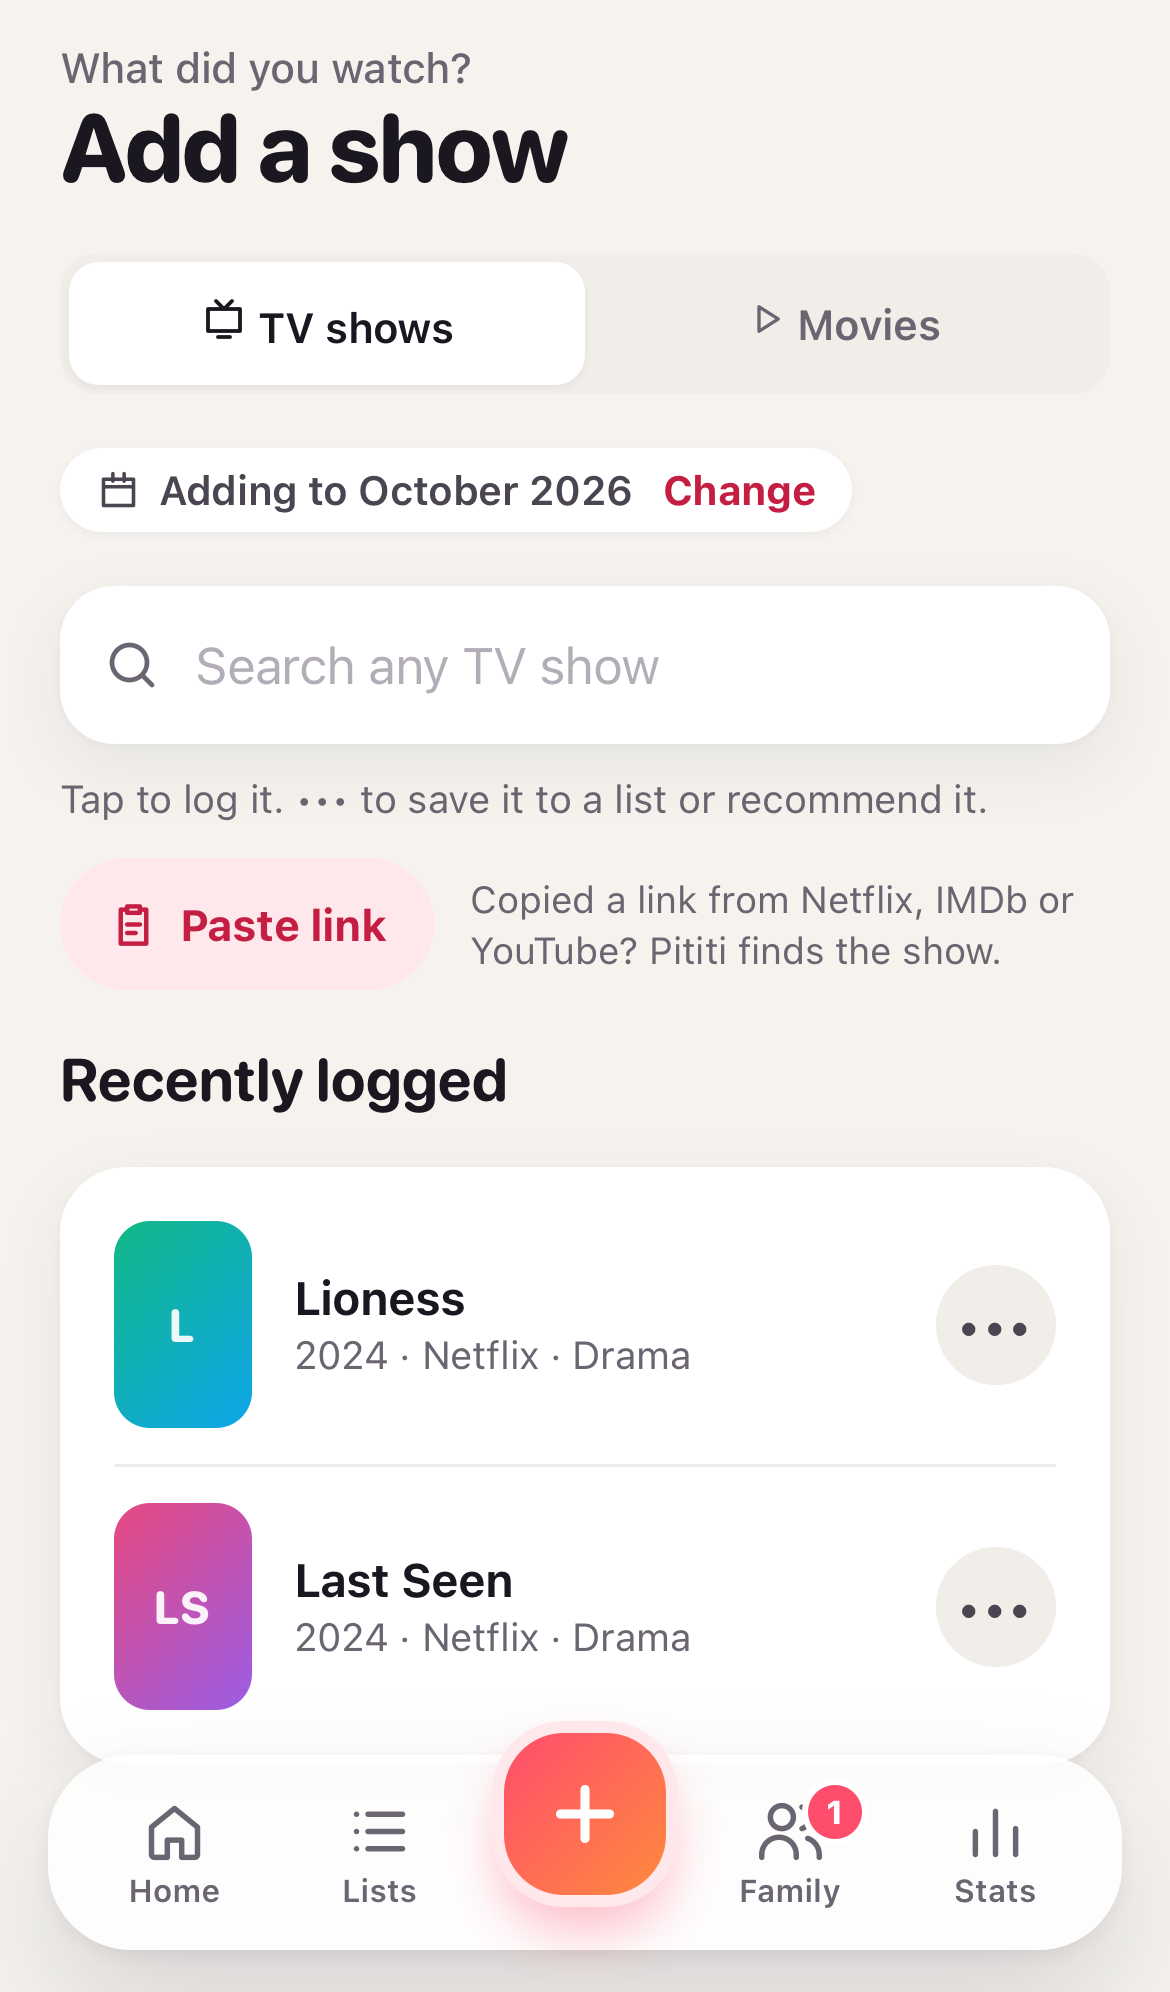 What did you watch?
Add a show
TV shows
Movies
Adding to October 2026 Change
Search any TV show
Tap to log it. ••• to save it to a list or recommend it.
Paste link
Copied a link from Netflix, IMDb or
YouTube? Pititi finds the show.
Recently logged
L
Lioness
2024 · Netflix · Drama
LS
Last Seen
2024 · Netflix · Drama
Home
Lists
1
Family
Stats